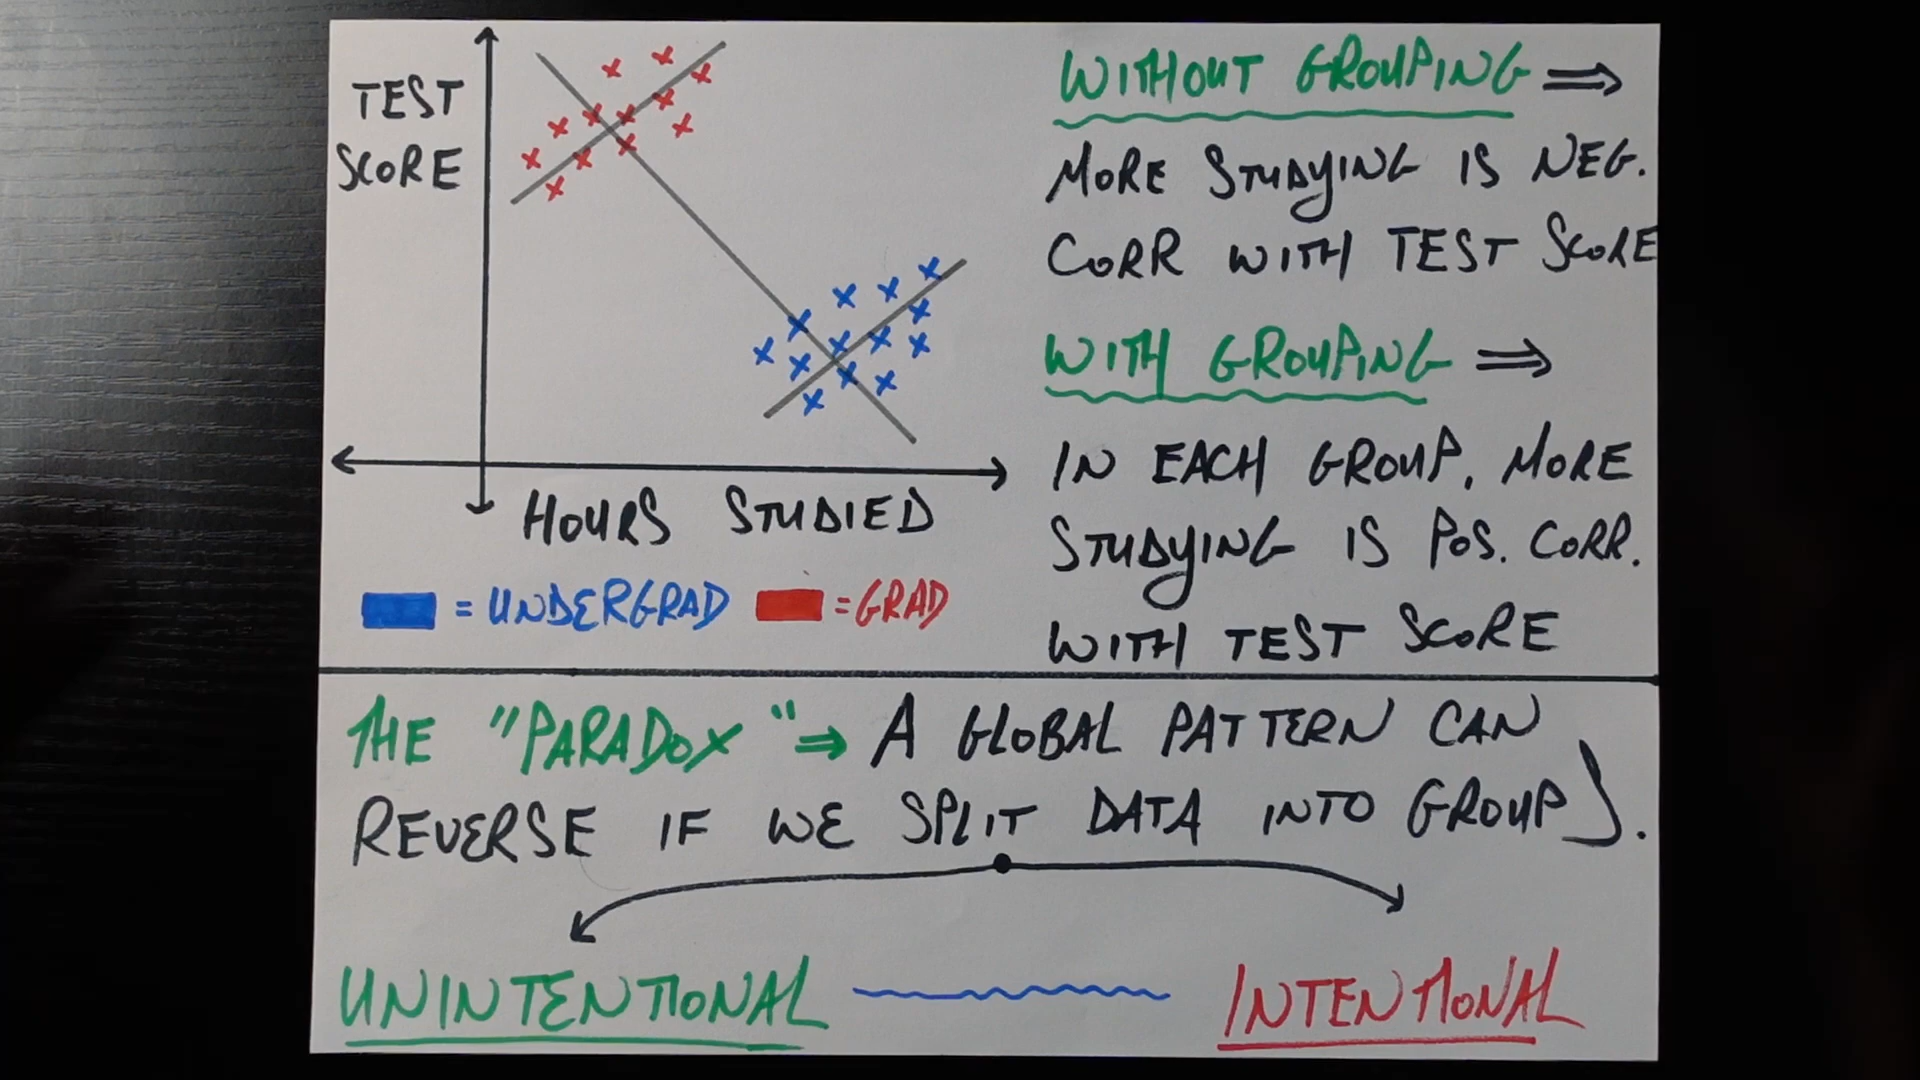 TEST
SCORE
HOURS STUDIED
= UNDERGRAD = GRAD
WITHOUT GROUPING ⇒
MORE STUDYING IS NEG.
CORR WITH TEST SCORE
WITH GROUPING ⇒
IN EACH GROUP, MORE
STUDYING IS POS. CORR.
WITH TEST SCORE
THE "PARADOX" ⇒ A GLOBAL PATTERN CAN
REVERSE IF WE SPLIT DATA INTO GROUPS.
UNINTENTIONAL INTENTIONAL